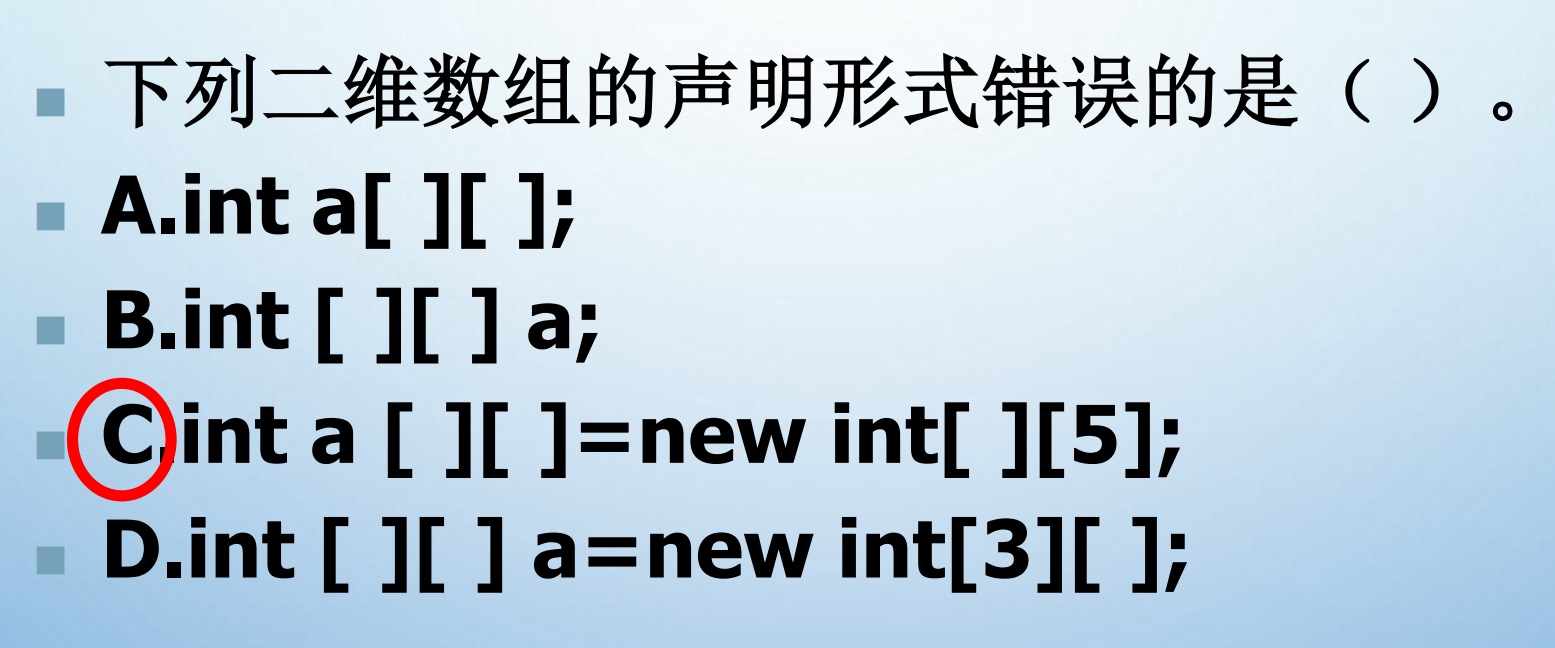 下列二维数组的声明形式错误的是（ ）。
A.int a[ ][ ];
B.int [ ][ ] a;
C.int a [ ][ ]=new int[ ][5];
D.int [ ][ ] a=new int[3][ ];